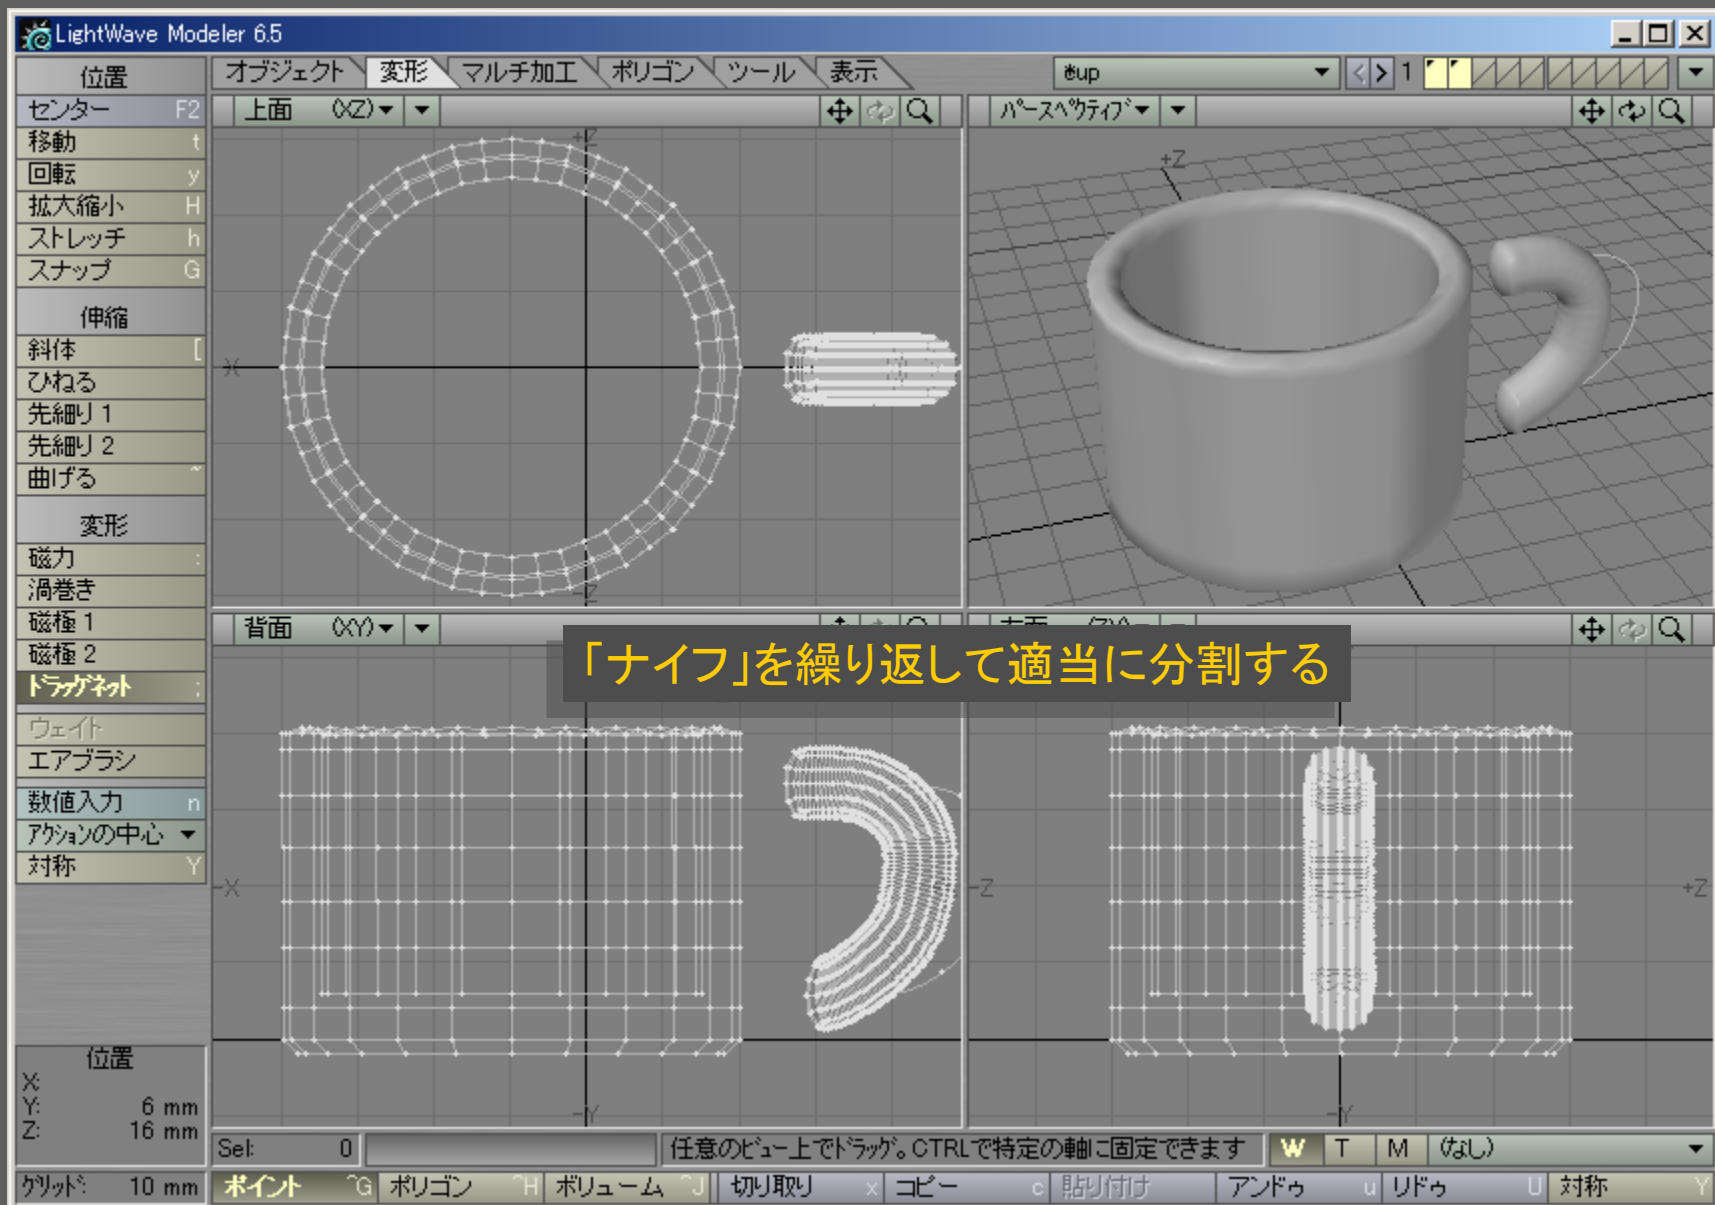 LightWave Modeler 6.5
位置
オブジェクト 変形 マルチ加工 ポリゴン ツール 表示
*up
1
センター F2
移動 t
回転 y
拡大縮小 H
ストレッチ h
スナップ G
伸縮
斜体 [
ひねる
先細り 1
先細り 2
曲げる ~
変形
磁力 :
渦巻き
磁極 1
磁極 2
ドラッグネット ;
ウェイト
エアブラシ
数値入力 n
アクションの中心
対称 Y
上面 (XZ)
+Z
-X
-Z
パースペクティブ
+Z
背面 (XY)
-X
-Y
「ナイフ」を繰り返して適当に分割する
-Z
+Z
-Y
位置
X:
Y: 6 mm
Z: 16 mm
グリッド: 10 mm
Sel: 0
任意のビュー上でドラッグ。CTRLで特定の軸に固定できます
W T M (なし)
ポイント ^G ポリゴン ^H ボリューム ^J 切り取り x コピー c 貼り付け アンドゥ u リドゥ U 対称 Y